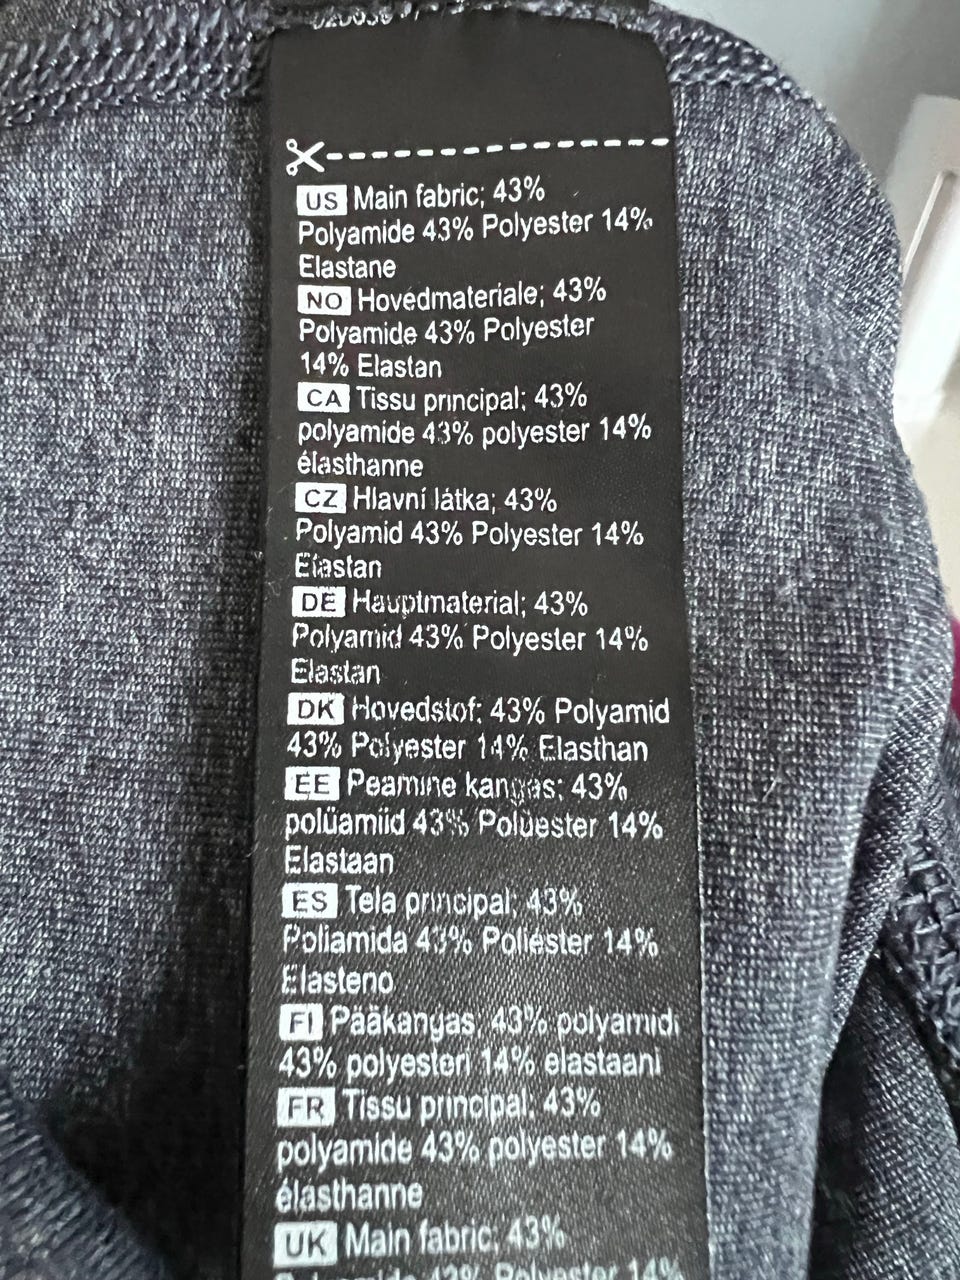 US Main fabric; 43%
Polyamide 43% Polyester 14%
Elastane
NO Hovedmateriale; 43%
Polyamide 43% Polyester
14% Elastan
CA Tissu principal; 43%
polyamide 43% polyester 14%
élasthanne
CZ Hlavní látka; 43%
Polyamid 43% Polyester 14%
Elastan
DE Hauptmaterial; 43%
Polyamid 43% Polyester 14%
Elastan
DK Hovedstof; 43% Polyamid
43% Polyester 14% Elasthan
EE Peamine kangas; 43%
polüamiid 43% Polüester 14%
Elastaan
ES Tela principal; 43%
Poliamida 43% Poliéster 14%
Elasteno
FI Pääkangas; 43% polyamidi
43% polyesteri 14% elastaani
FR Tissu principal; 43%
polyamide 43% polyester 14%
élasthanne
UK Main fabric; 43%
Polyamide 43% Polyester 14%